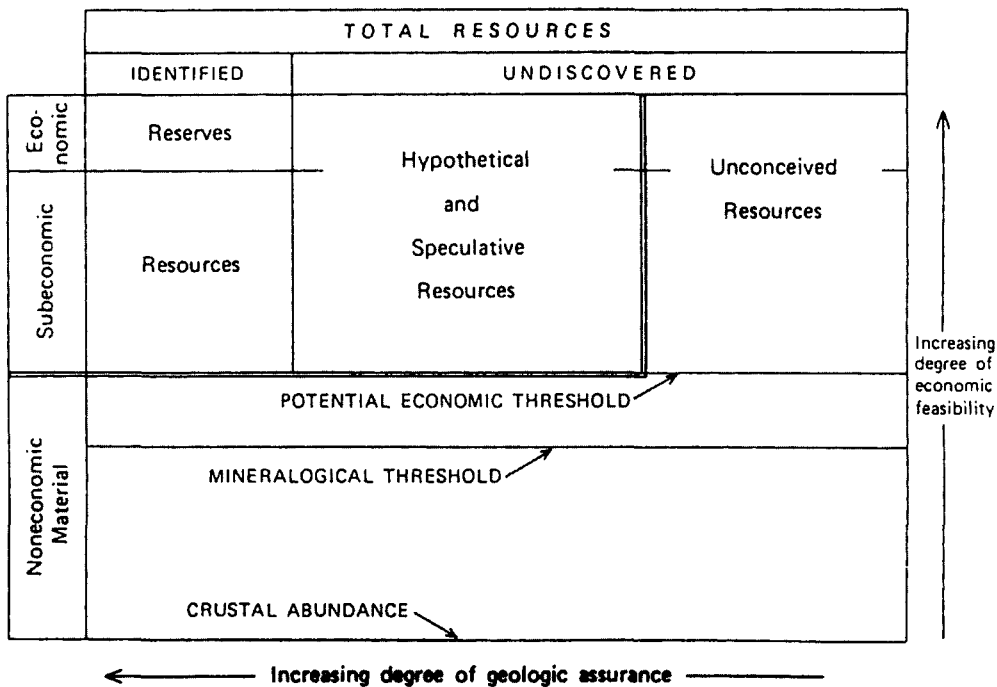 TOTAL RESOURCES
IDENTIFIED
UNDISCOVERED
Eco-
nomic
Reserves
Hypothetical
and
Speculative
Resources
Unconceived
Resources
Subeconomic
Resources
Increasing
degree of
economic
feasibility
POTENTIAL ECONOMIC THRESHOLD
MINERALOGICAL THRESHOLD
Noneconomic
Material
CRUSTAL ABUNDANCE
Increasing degree of geologic assurance